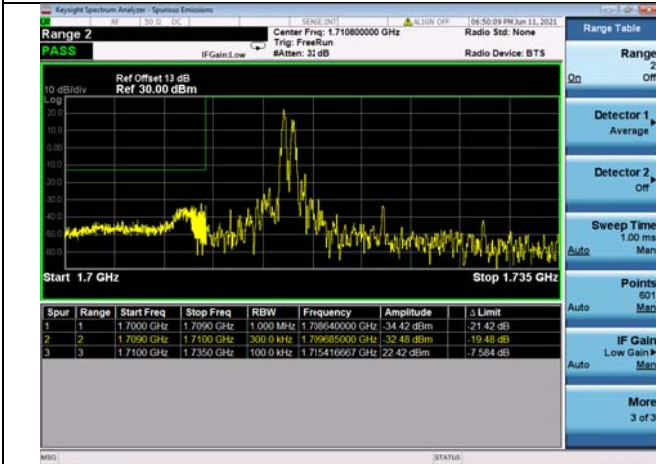 Keysight Spectrum Analyzer - Spurious Emissions
RF 50 Ω DC SENSE:INT ALIGN OFF 06:50:09 PM Jun 11, 2021
Range 2 Center Freq: 1.710800000 GHz Radio Std: None
Trig: FreeRun
PASS IFGain:Low #Atten: 32 dB Radio Device: BTS
Ref Offset 13 dB
10 dB/div Ref 30.00 dBm
Log
20.0
10.0
0.00
-10.0
-20.0
-30.0
-40.0
-50.0
-60.0
Start 1.7 GHz Stop 1.735 GHz
Spur Range Start Freq Stop Freq RBW Frequency Amplitude Δ Limit
1 1 1.7000 GHz 1.7090 GHz 1.000 MHz 1.708640000 GHz -34.42 dBm -21.42 dB
2 2 1.7090 GHz 1.7100 GHz 300.0 kHz 1.709685000 GHz -32.48 dBm -19.48 dB
3 3 1.7100 GHz 1.7350 GHz 100.0 kHz 1.715416667 GHz 22.42 dBm -7.584 dB
MSG STATUS
Range Table
Range
2
On Off
Detector 1
Average
Detector 2
Off
Sweep Time
1.00 ms
Auto Man
Points
601
Auto Man
IF Gain
Low Gain
Auto Man
More
3 of 3